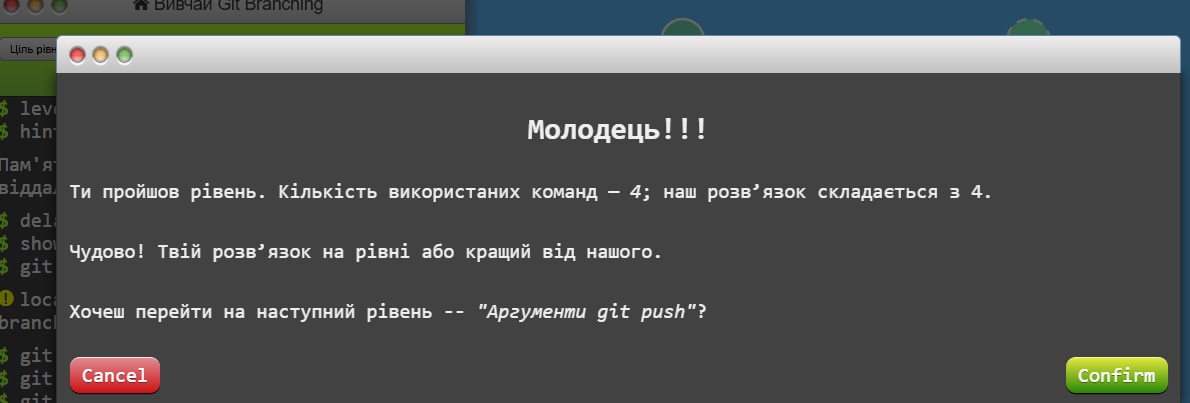 Вивчай Git Branching
Ціль рівн
$ leve
$ hint
Молодець!!!
Пам'ят
віддал
Ти пройшов рівень. Кількість використаних команд – 4; наш розв’язок складається з 4.
$ dela
$ show
$ git
Чудово! Твій розв’язок на рівні або кращий від нашого.
loca
branch
Хочеш перейти на наступний рівень -- "Аргументи git push"?
$ git
$ git
$ git
Cancel
Confirm